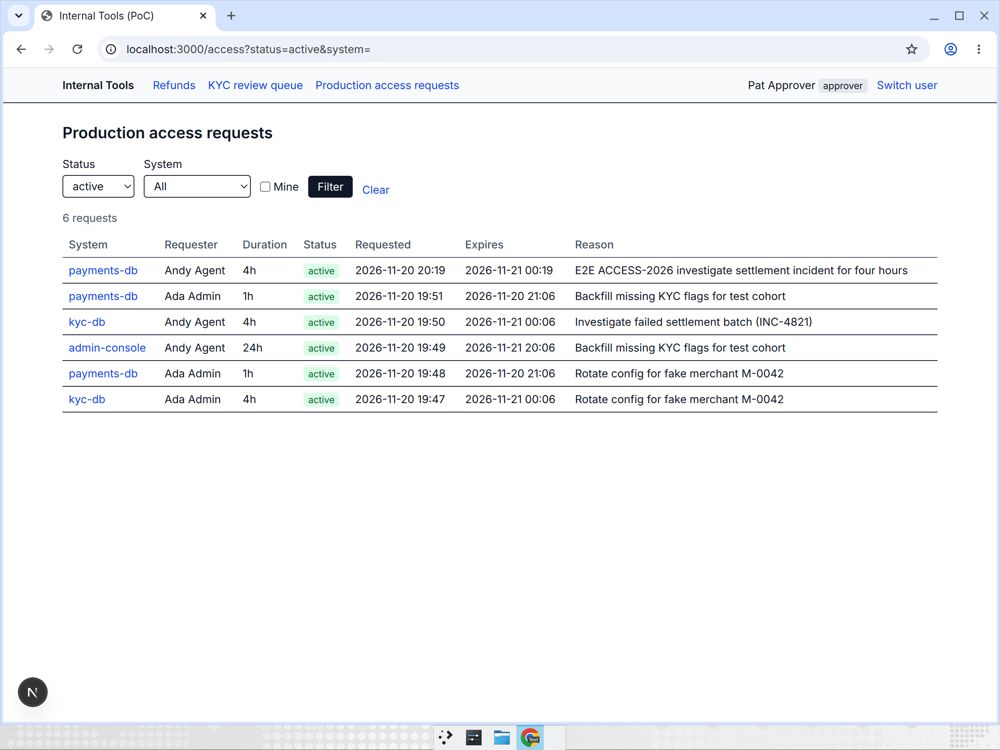 Internal Tools (PoC)
localhost:3000/access?status=active&system=
Internal Tools Refunds KYC review queue Production access requests Pat Approver approver Switch user
Production access requests
Status System
active All Mine Filter Clear
6 requests
System Requester Duration Status Requested Expires Reason
payments-db Andy Agent 4h active 2026-11-20 20:19 2026-11-21 00:19 E2E ACCESS-2026 investigate settlement incident for four hours
payments-db Ada Admin 1h active 2026-11-20 19:51 2026-11-20 21:06 Backfill missing KYC flags for test cohort
kyc-db Andy Agent 4h active 2026-11-20 19:50 2026-11-21 00:06 Investigate failed settlement batch (INC-4821)
admin-console Andy Agent 24h active 2026-11-20 19:49 2026-11-21 20:06 Backfill missing KYC flags for test cohort
payments-db Ada Admin 1h active 2026-11-20 19:48 2026-11-20 21:06 Rotate config for fake merchant M-0042
kyc-db Ada Admin 4h active 2026-11-20 19:47 2026-11-21 00:06 Rotate config for fake merchant M-0042
N